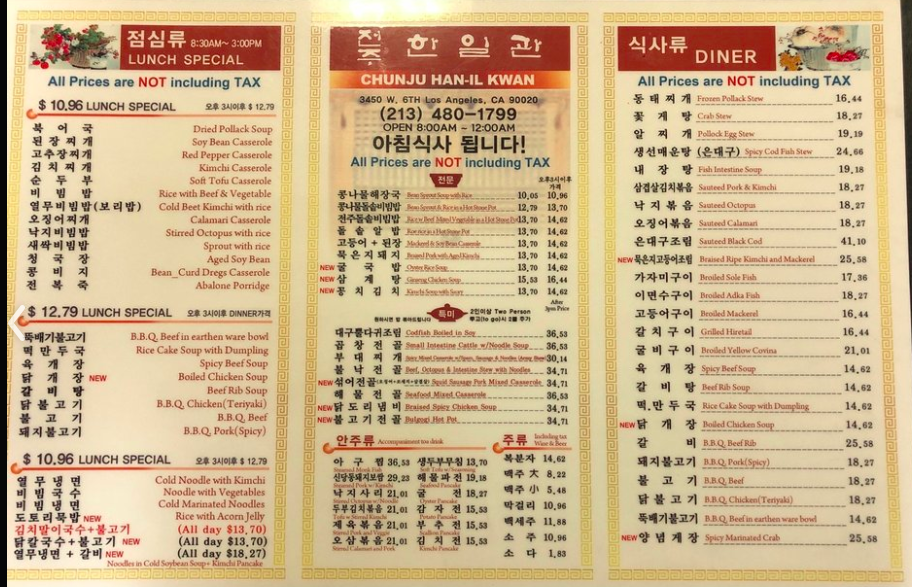 점심류 8:30AM~ 3:00PM
LUNCH SPECIAL
All Prices are NOT including TAX
$ 10.96 LUNCH SPECIAL 오후 3시이후 $ 12.79
북 어 국 Dried Pollack Soup
된 장 찌 개 Soy Bean Casserole
고추장찌개 Red Pepper Casserole
김 치 찌 개 Kimchi Casserole
순 두 부 Soft Tofu Casserole
비 빔 밥 Rice with Beef & Vegetable
열무비빔밥(보리밥) Cold Beet Kimchi with rice
오징어찌개 Calamari Casserole
낙지비빔밥 Stirred Octopus with rice
새싹비빔밥 Sprout with rice
청 국 장 Aged Soy Bean
콩 비 지 Bean_Curd Dregs Casserole
전 복 죽 Abalone Porridge
$ 12.79 LUNCH SPECIAL 오후 3시이후 DINNER가격
뚝배기불고기 B.B.Q. Beef in earthen ware bowl
떡 만 두 국 Rice Cake Soup with Dumpling
육 개 장 Spicy Beef Soup
닭 개 장 NEW Boiled Chicken Soup
갈 비 탕 Beef Rib Soup
닭 불 고 기 B.B.Q. Chicken(Teriyaki)
불 고 기 B.B.Q. Beef
돼지불고기 B.B.Q. Pork(Spicy)
$ 10.96 LUNCH SPECIAL 오후 3시이후 $ 12.79
열 무 냉 면 Cold Noodle with Kimchi
비 빔 국 수 Noodle with Vegetables
비 빔 냉 면 Cold Marinated Noodles
도토리묵밥 NEW Rice with Acorn Jelly
김치말이국수+불고기 (All day $13,70)
닭칼국수+불고기 NEW (All day $13,70)
열무냉면 + 갈비 NEW (All day $18,27)
Noodles in Cold Soybean Soup+ Kimchi Pancake
전주 한 일 관
CHUNJU HAN-IL KWAN
3450 W. 6TH Los Angeles, CA 90020
(213) 480-1799
OPEN 8:00AM ~ 12:00AM
아침식사 됩니다!
All Prices are NOT including TAX
전문 오후3시이후 가격
콩나물해장국 Bean Sprout Soup with Rice 10,05 10,96
콩나물돌솥비빔밥 Bean Sprout & Rice in a Hot Stone Pot 12,79 13,70
전주돌솥비빔밥 Rice w/Beef Mixed Vegetable in a Hot Stone Pot 13,70 14,62
돌 솥 알 밥 Roe rice in a Hot Stone Pot 13,70 14,62
고등어 + 된장 Mackerel & Soy Bean Casserole 13,70 14,62
묵 은 지 돼 지 Braised Pork with Aged Kimchi 13,70 14,62
NEW 굴 국 밥 Oyster Rice Soup 13,70 14,62
NEW 삼 계 탕 Ginseng Chicken Soup 15,53 16,44
NEW 꽁 치 김 치 Kimchi Soup with Saury 13,70 14,62
After 3pm Price
특미 2인이상 Two Person
투고(to go)시 2불 추가
대구뽈다귀조림 Codfish Boiled in Soy 36,53
곱 창 전 골 Small Intestine Cattle w/Noodle Soup 36,53
부 대 찌 개 30,14
불 낙 전 골 Beef, Octopus & Intestine Stew with Noodles 34,71
NEW 섞어전골 Squid Sausage Pork Mixed Casserole 34,71
해 물 전 골 Seafood Mixed Casserole 36,53
NEW 닭도리냄비 Braized Spicy Chicken Soup 34,71
NEW 불고기전골 Bulgogi Hot Pot 34,71
안주류 Accompaniment too drink
아 구 찜 36,53 생두부무침 13,70
신당동돼지보쌈 29,23 해 물 파 전 19,18
낙 지 사 리 21,01 굴 전 18,27
두부김치볶음 21,01 감 자 전 15,53
제 육 볶 음 21,01 부 추 전 15,53
오 삼 볶 음 21,01 김 치 전 15,53
주류 Including tax Wine & Beer
복분자 14,62
맥주 大 8,22
맥주 小 5,48
막걸리 10,96
백세주 11,88
소 주 10,96
소 다 1,83
식사류 DINER
All Prices are NOT including TAX
동 태 찌 개 Frozen Pollack Stew 16,44
꽃 게 탕 Crab Stew 18,27
알 찌 개 Pollock Egg Stew 19,19
생선매운탕 (은대구) Spicy Cod Fish Stew 24,66
내 장 탕 Fish Intestine Soup 19,18
삼겹살김치볶음 Sauteed Pork & Kimchi 18,27
낙 지 볶 음 Sauteed Octopus 18,27
오징어볶음 Sauteed Calamari 18,27
은대구조림 Sauteed Black Cod 41,10
NEW 묵은지고등어조림 Braised Ripe Kimchi and Mackerel 25,58
가자미구이 Broiled Sole Fish 17,36
이면수구이 Broiled Adka Fish 18,27
고등어구이 Broiled Mackerel 16,44
갈 치 구 이 Grilled Hiretail 16,44
굴 비 구 이 Broiled Yellow Covina 21,01
육 개 장 Spicy Beef Soup 14,62
갈 비 탕 Beef Rib Soup 14,62
떡.만 두 국 Rice Cake Soup with Dumpling 14,62
NEW 닭 개 장 Boiled Chicken Soup 14,62
갈 비 B.B.Q. Beef Rib 25,58
돼지불고기 B.B.Q. Pork(Spicy) 18,27
불 고 기 B.B.Q. Beef 18,27
닭 불 고 기 B.B.Q. Chicken(Teriyaki) 18,27
뚝배기불고기 B.B.Q. Beef in earthen ware bowl 14,62
NEW 양 념 게 장 Spicy Marinated Crab 25,58